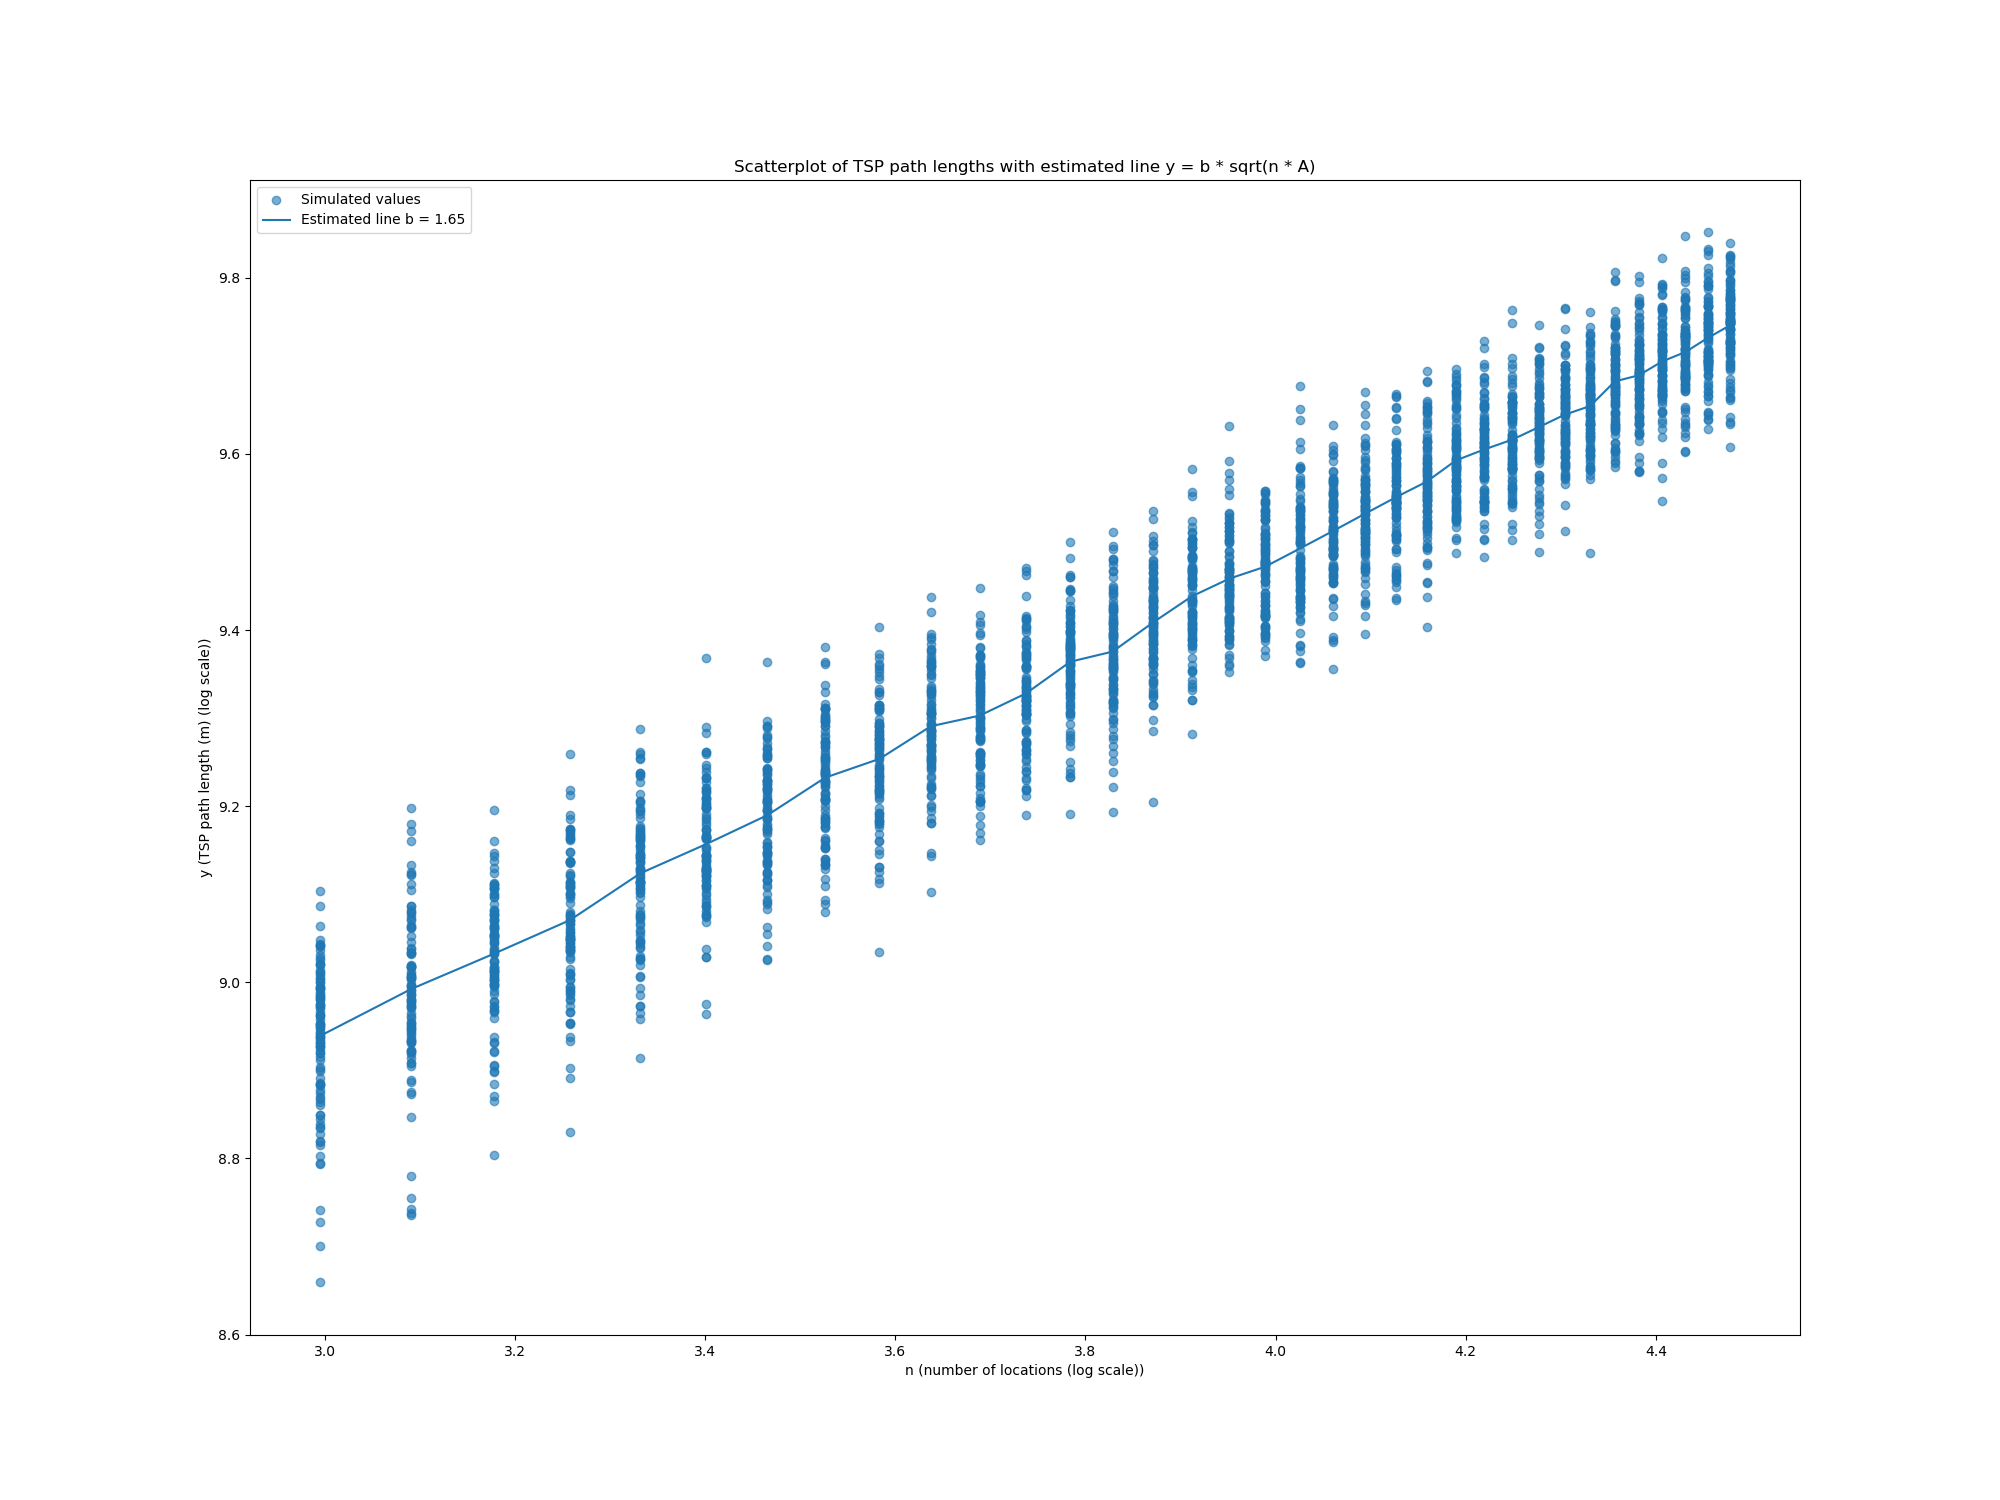 Scatterplot of TSP path lengths with estimated line y = b * sqrt(n * A)
Simulated values
Estimated line b = 1.65
y (TSP path length (m) (log scale))
9.8
9.6
9.4
9.2
9.0
8.8
8.6
3.0 3.2 3.4 3.6 3.8 4.0 4.2 4.4
n (number of locations (log scale))